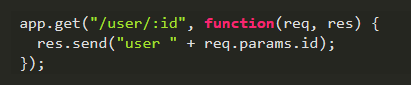 app.get("/user/:id", function(req, res) {
  res.send("user " + req.params.id);
});